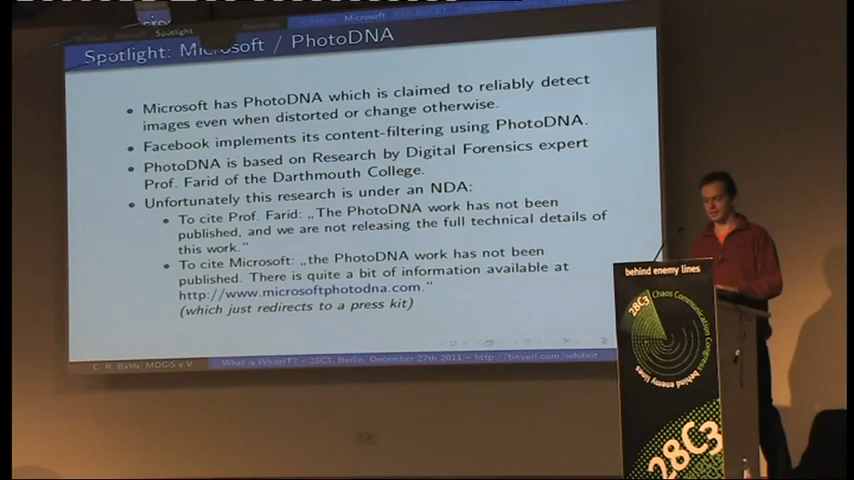 Microsoft
Spotlight
Spotlight: Microsoft / PhotoDNA
Microsoft has PhotoDNA which is claimed to reliably detect
images even when distorted or change otherwise.
Facebook implements its content-filtering using PhotoDNA.
PhotoDNA is based on Research by Digital Forensics expert
Prof. Farid of the Darthmouth College.
Unfortunately this research is under an NDA:
To cite Prof. Farid: „The PhotoDNA work has not been
published, and we are not releasing the full technical details of
this work."
To cite Microsoft: „the PhotoDNA work has not been
published. There is quite a bit of information available at
http://www.microsoftphotodna.com."
(which just redirects to a press kit)
C. R. Bahls, MOGiS e.V.
What is WhiteIT? – 28C3, Berlin, December 27th 2011 – http://tinyurl.com/whiteit
behind enemy lines
28C3 Chaos Communication Congress
behind enemy lines
28C3